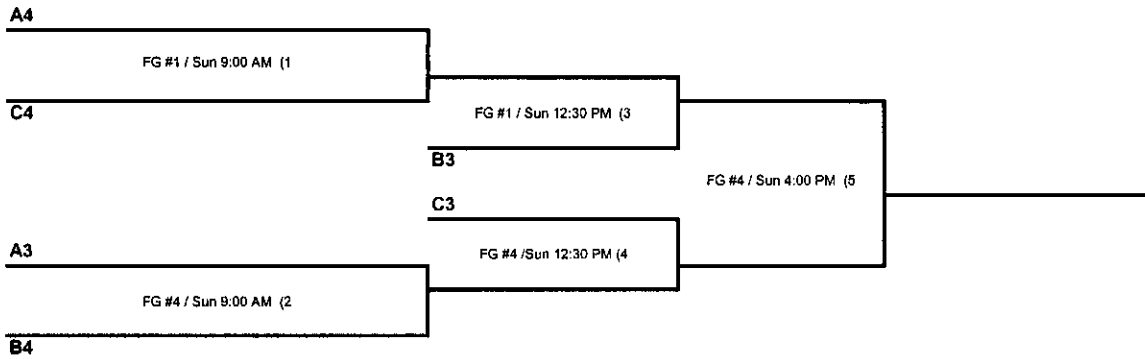 A4
FG #1 / Sun 9:00 AM (1
C4
FG #1 / Sun 12:30 PM (3
B3
FG #4 / Sun 4:00 PM (5
C3
FG #4 /Sun 12:30 PM (4
A3
FG #4 / Sun 9:00 AM (2
B4